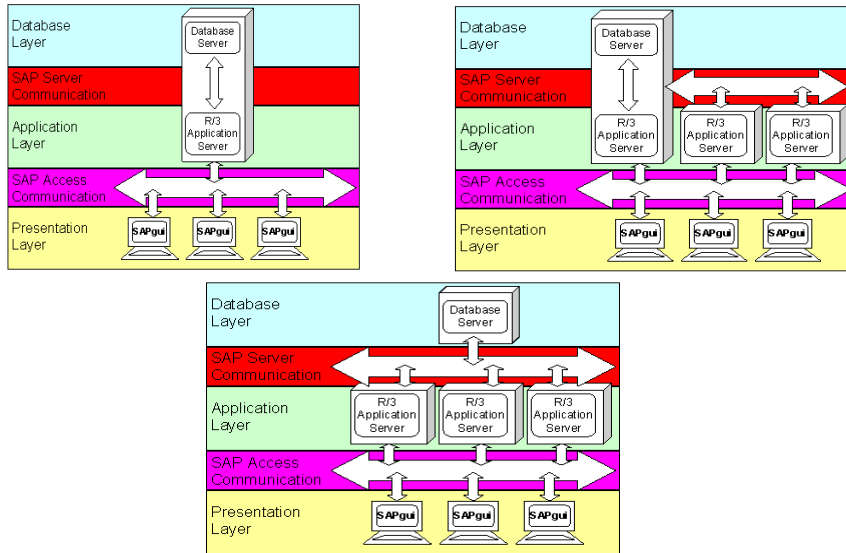 Database
Layer
Database
Server
SAP Server
Communication
Application
Layer
R/3
Application
Server
SAP Access
Communication
Presentation
Layer
SAPgui
SAPgui
SAPgui
Database
Layer
Database
Server
SAP Server
Communication
Application
Layer
R/3
Application
Server
R/3
Application
Server
R/3
Application
Server
SAP Access
Communication
Presentation
Layer
SAPgui
SAPgui
SAPgui
Database
Layer
Database
Server
SAP Server
Communication
Application
Layer
R/3
Application
Server
R/3
Application
Server
R/3
Application
Server
SAP Access
Communication
Presentation
Layer
SAPgui
SAPgui
SAPgui